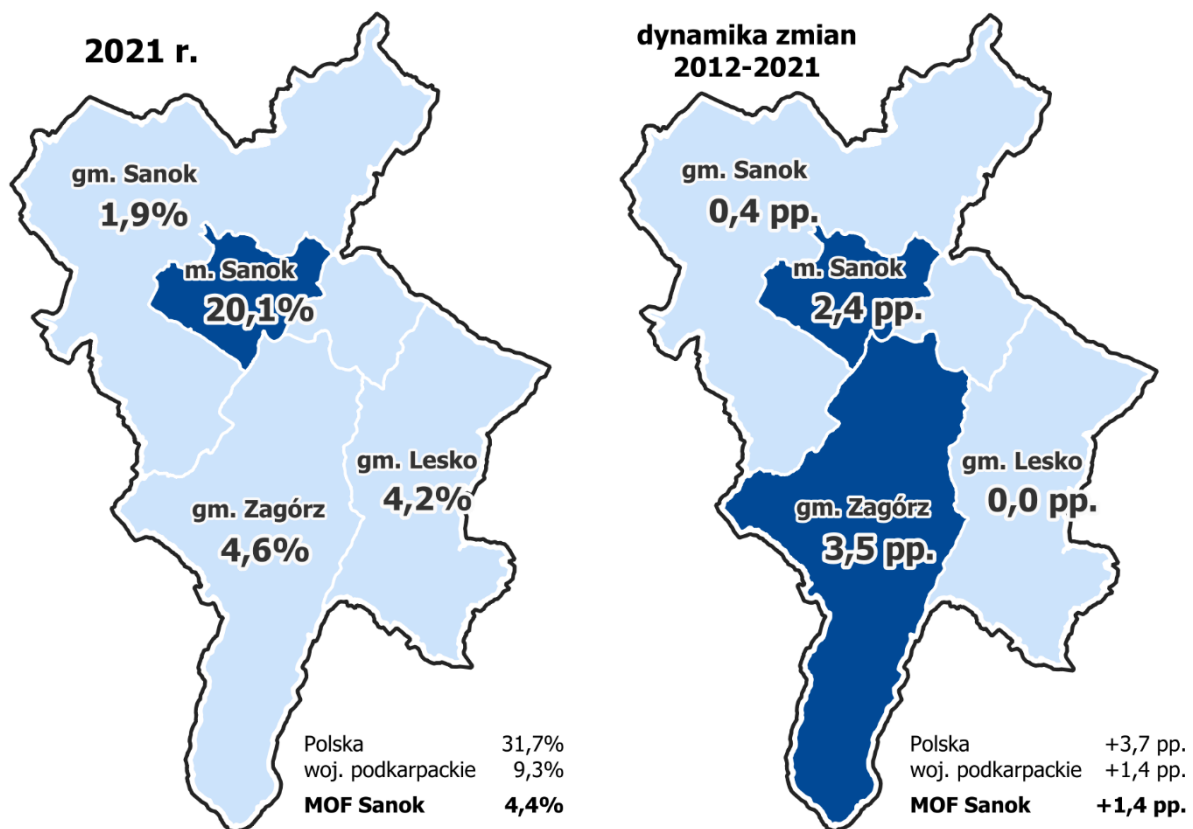 2021 r.
gm. Sanok
1,9%
m. Sanok
20,1%
gm. Lesko
4,2%
gm. Zagórz
4,6%
Polska 31,7%
woj. podkarpackie 9,3%
MOF Sanok 4,4%
dynamika zmian
2012-2021
gm. Sanok
0,4 pp.
m. Sanok
2,4 pp.
gm. Lesko
0,0 pp.
gm. Zagórz
3,5 pp.
Polska +3,7 pp.
woj. podkarpackie +1,4 pp.
MOF Sanok +1,4 pp.